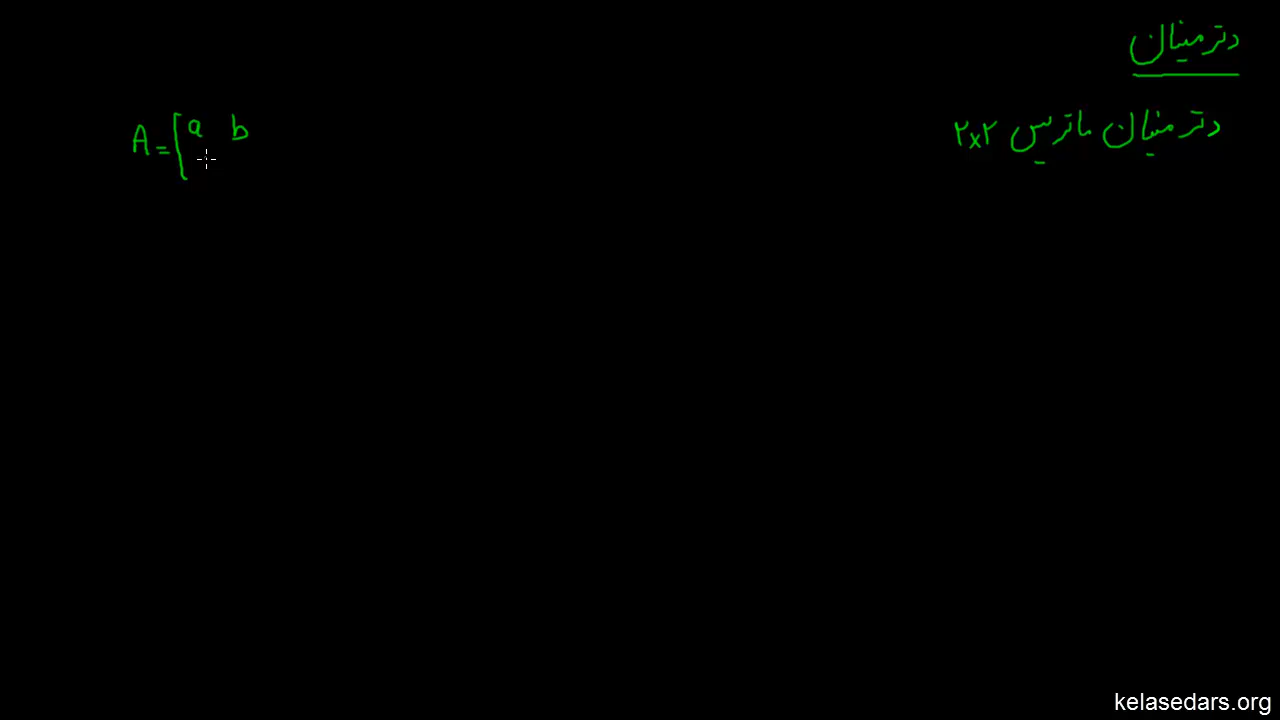 دترمینان
دترمینان ماتریس ۲x۲
A = [a b
kelasedars.org